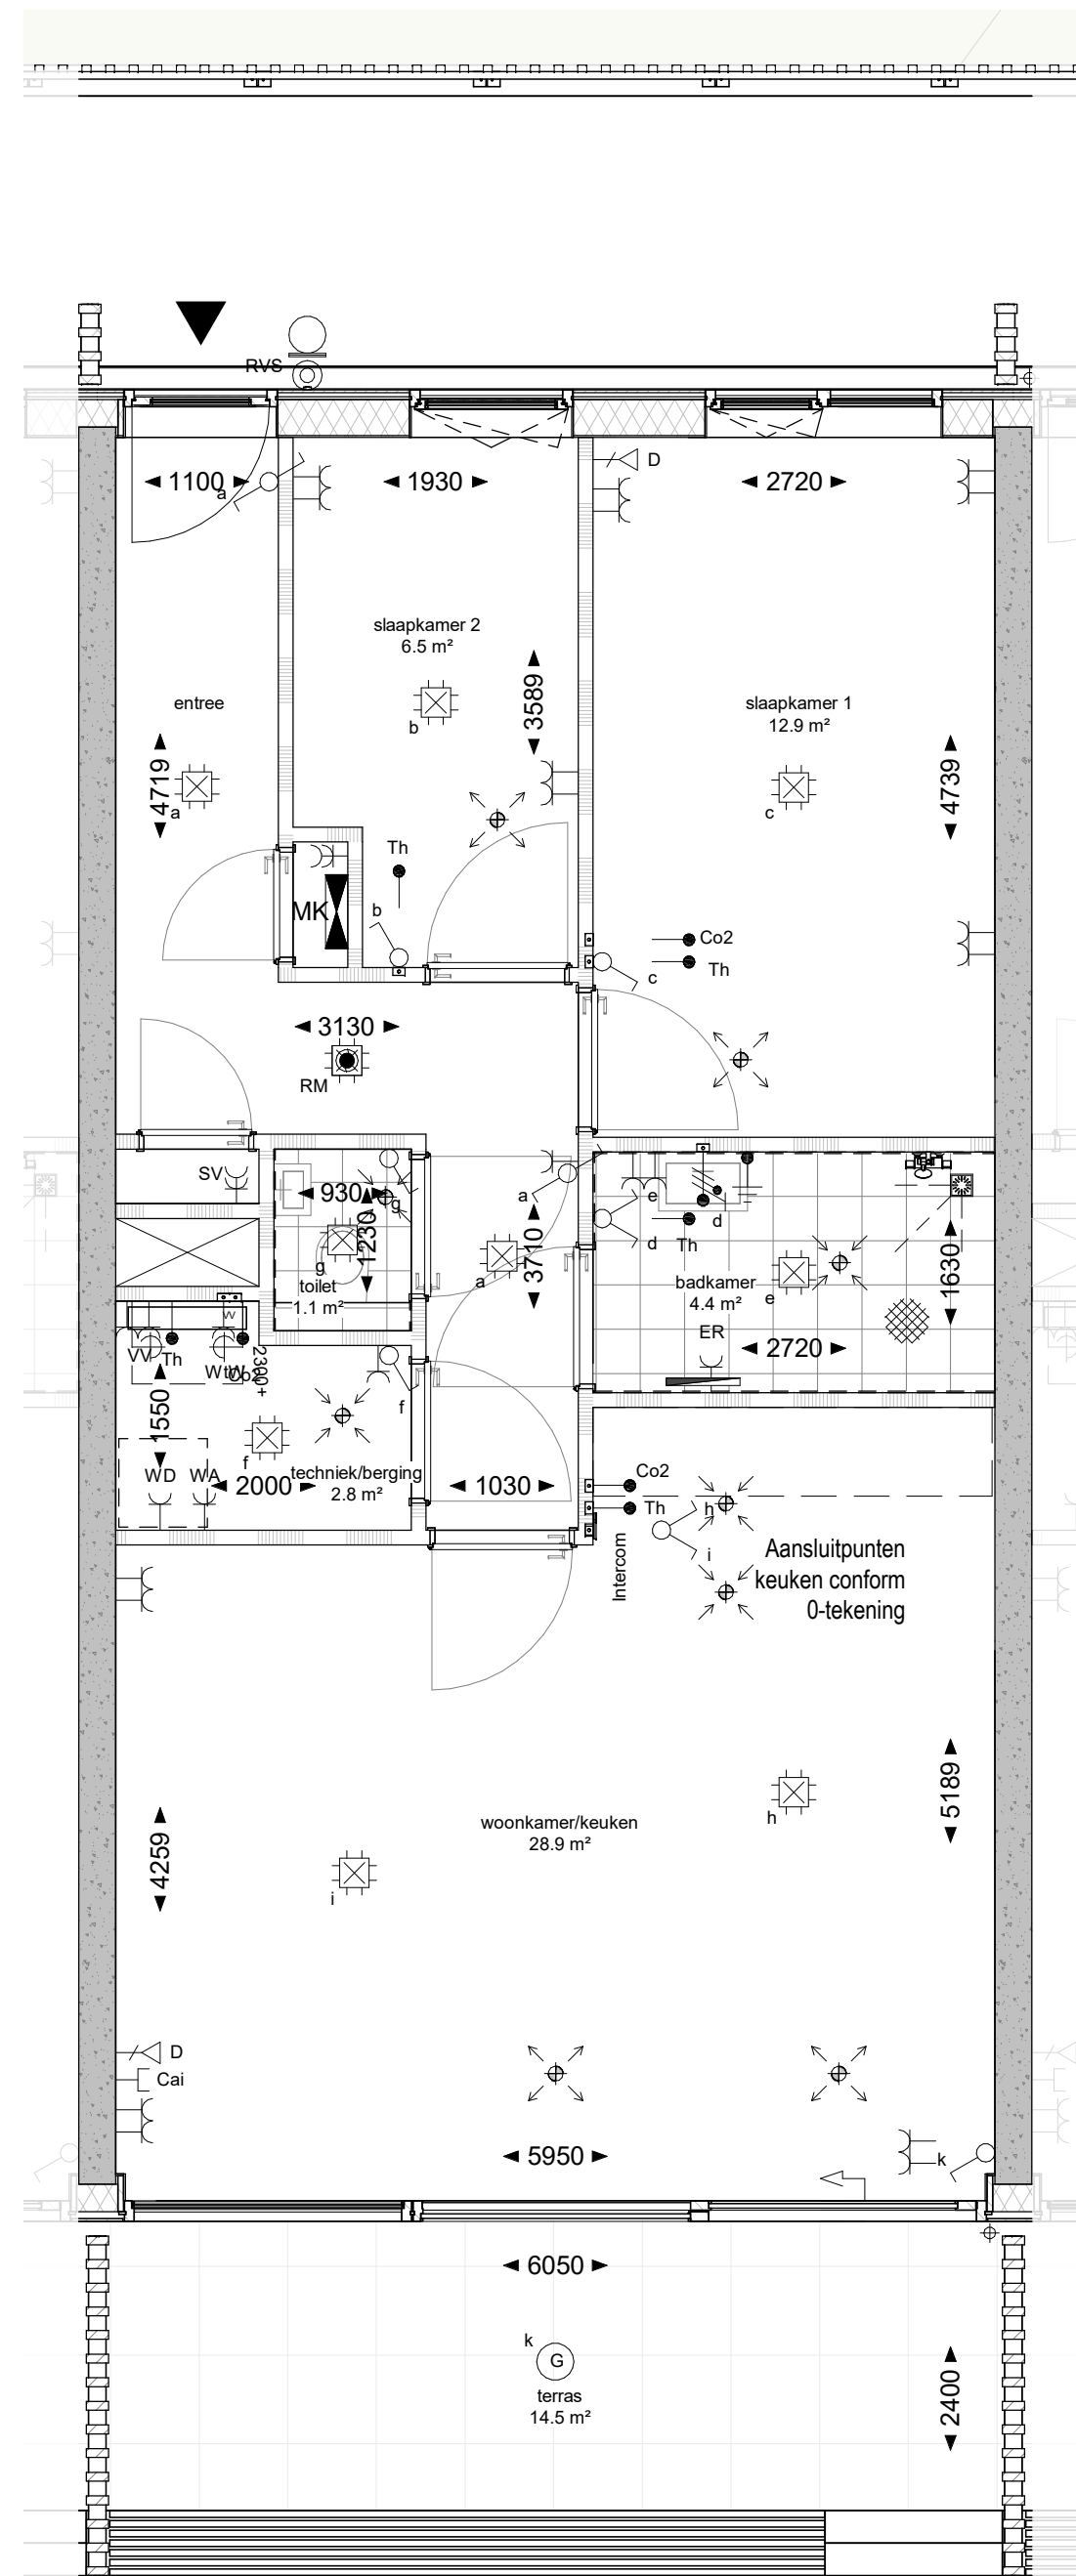 RVS
D
1100
a
1930
2720
slaapkamer 2
6.5 m²
3589
entree
slaapkamer 1
12.9 m²
b
4719
a
4739
c
Th
MK
b
Co2
Th
c
3130
RM
SV
930
g
1230
a
e
d
d
Th
3710
a
g
toilet
1.1 m²
badkamer
4.4 m²
e
1630
ER
2720
W
VV
Th
WtW
Co2
2300+
1550
f
f
WD
WA
2000
techniek/berging
2.8 m²
1030
Co2
Th
h
i
Intercom
Aansluitpunten
keuken conform
0-tekening
5189
h
woonkamer/keuken
28.9 m²
4259
i
D
Cai
5950
k
6050
k
G
terras
14.5 m²
2400